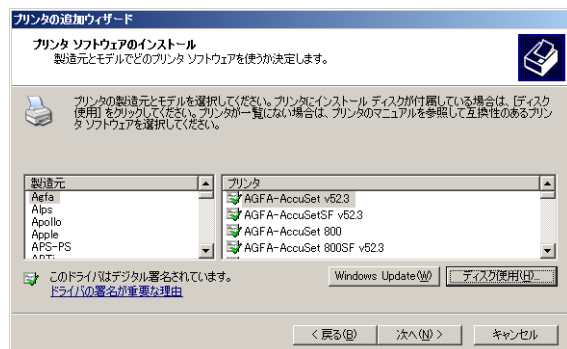 プリンタの追加ウィザード
プリンタ ソフトウェアのインストール
製造元とモデルでどのプリンタ ソフトウェアを使うか決定します。
プリンタの製造元とモデルを選択してください。プリンタにインストール ディスクが付属している場合は、[ディスク
使用] をクリックしてください。プリンタが一覧にない場合は、プリンタのマニュアルを参照して互換性のあるプリン
タ ソフトウェアを選択してください。
製造元
Agfa
Alps
Apollo
Apple
APS-PS
プリンタ
AGFA-AccuSet v52.3
AGFA-AccuSetSF v52.3
AGFA-AccuSet 800
AGFA-AccuSet 800SF v52.3
このドライバはデジタル署名されています。
ドライバの署名が重要な理由
Windows Update(W)
ディスク使用(H)...
< 戻る(B)
次へ(N) >
キャンセル